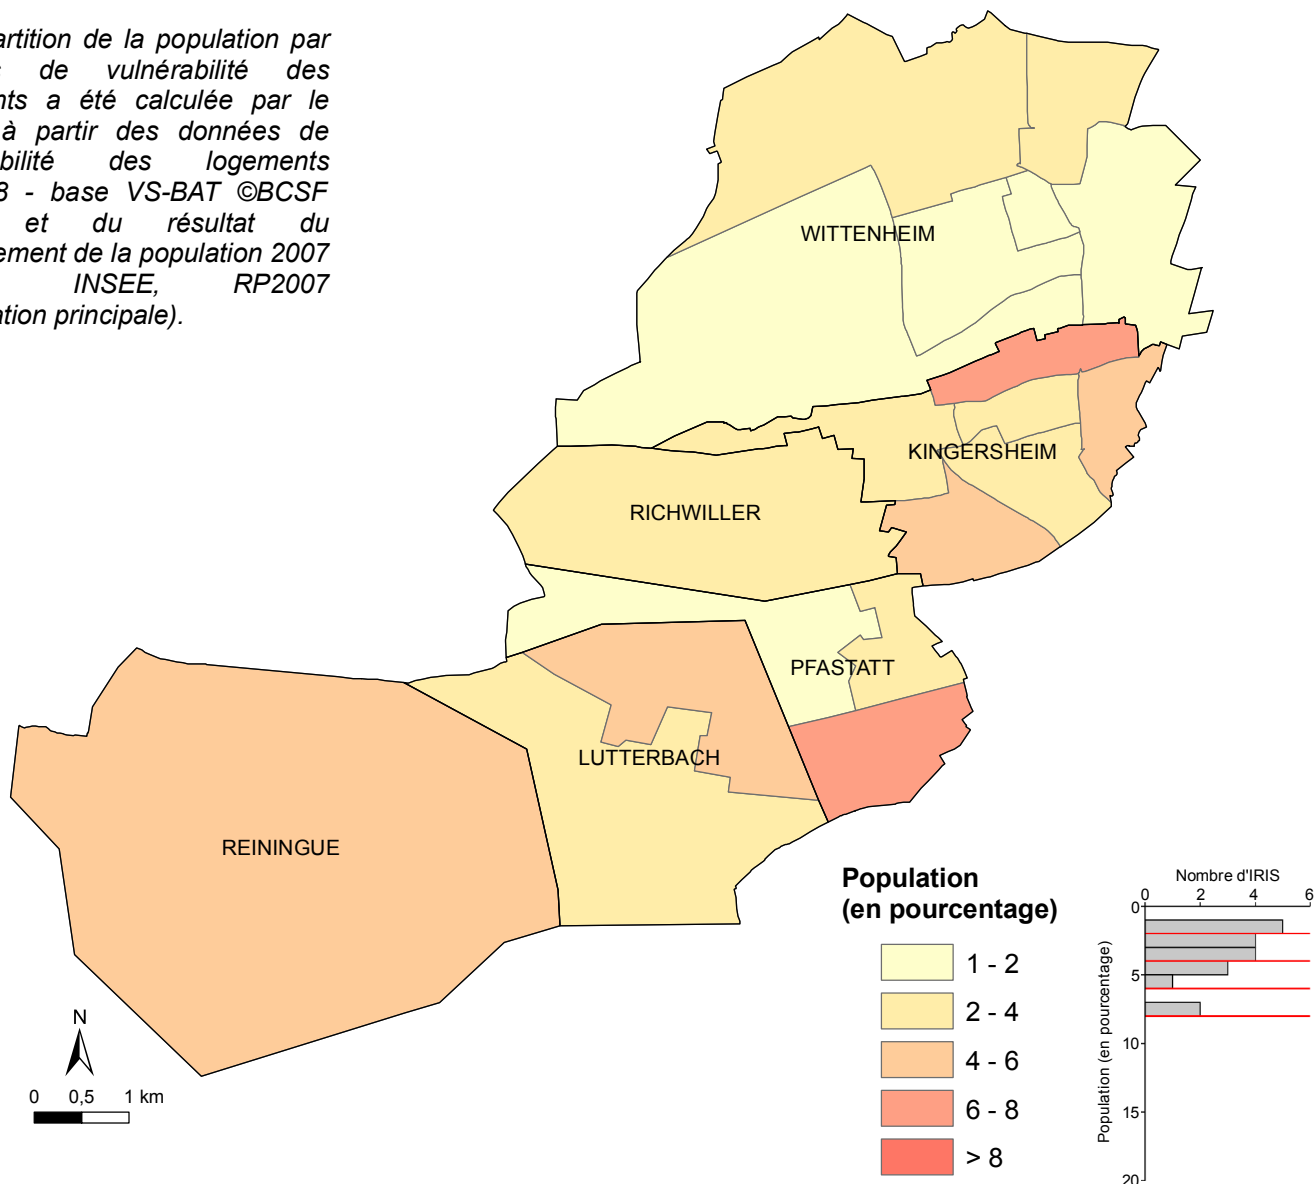 artition de la population par
de vulnérabilité des
nts a été calculée par le
à partir des données de
bilité des logements
8 - base VS-BAT ©BCSF
et du résultat du
ement de la population 2007
INSEE, RP2007
ation principale).
WITTENHEIM
KINGERSHEIM
RICHWILLER
PFASTATT
LUTTERBACH
REININGUE
Population
(en pourcentage)
1 - 2
2 - 4
4 - 6
6 - 8
> 8
Nombre d'IRIS
0 2 4 6
Population (en pourcentage)
0
5
10
15
20
N
0 0,5 1 km